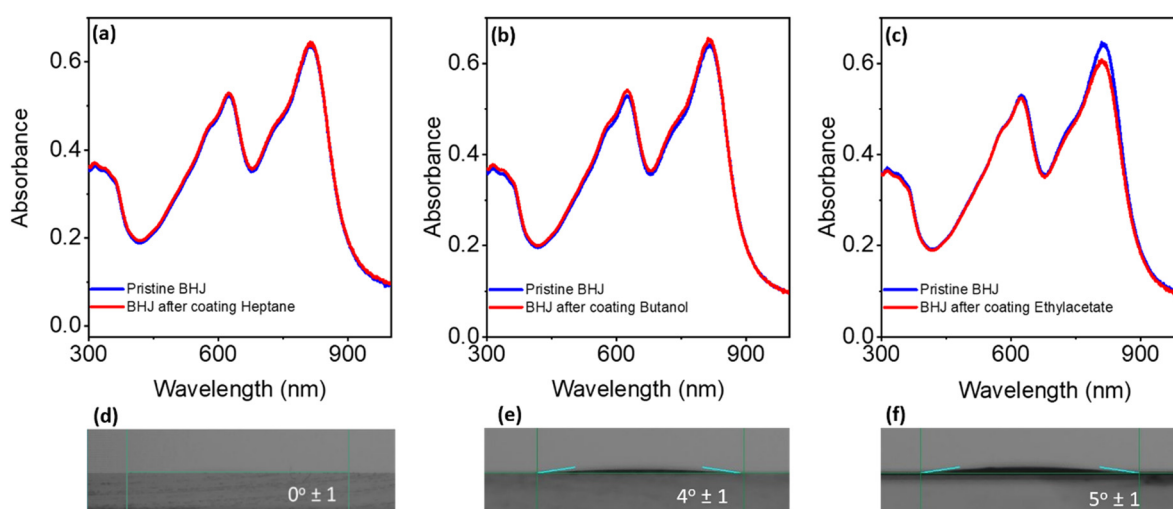 (a)
0.6
0.4
0.2
0.0
Absorbance
Pristine BHJ
BHJ after coating Heptane
300
600
900
Wavelength (nm)
(b)
0.6
0.4
0.2
0.0
Absorbance
Pristine BHJ
BHJ after coating Butanol
300
600
900
Wavelength (nm)
(c)
0.6
0.4
0.2
0.0
Absorbance
Pristine BHJ
BHJ after coating Ethylacetate
300
600
900
Wavelength (nm)
(d)
0° ± 1
(e)
4° ± 1
(f)
5° ± 1